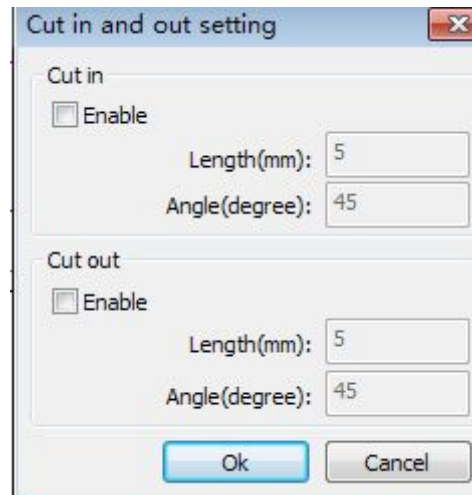 Cut in and out setting
Cut in
Enable
Length(mm): 5
Angle(degree): 45
Cut out
Enable
Length(mm): 5
Angle(degree): 45
Ok Cancel